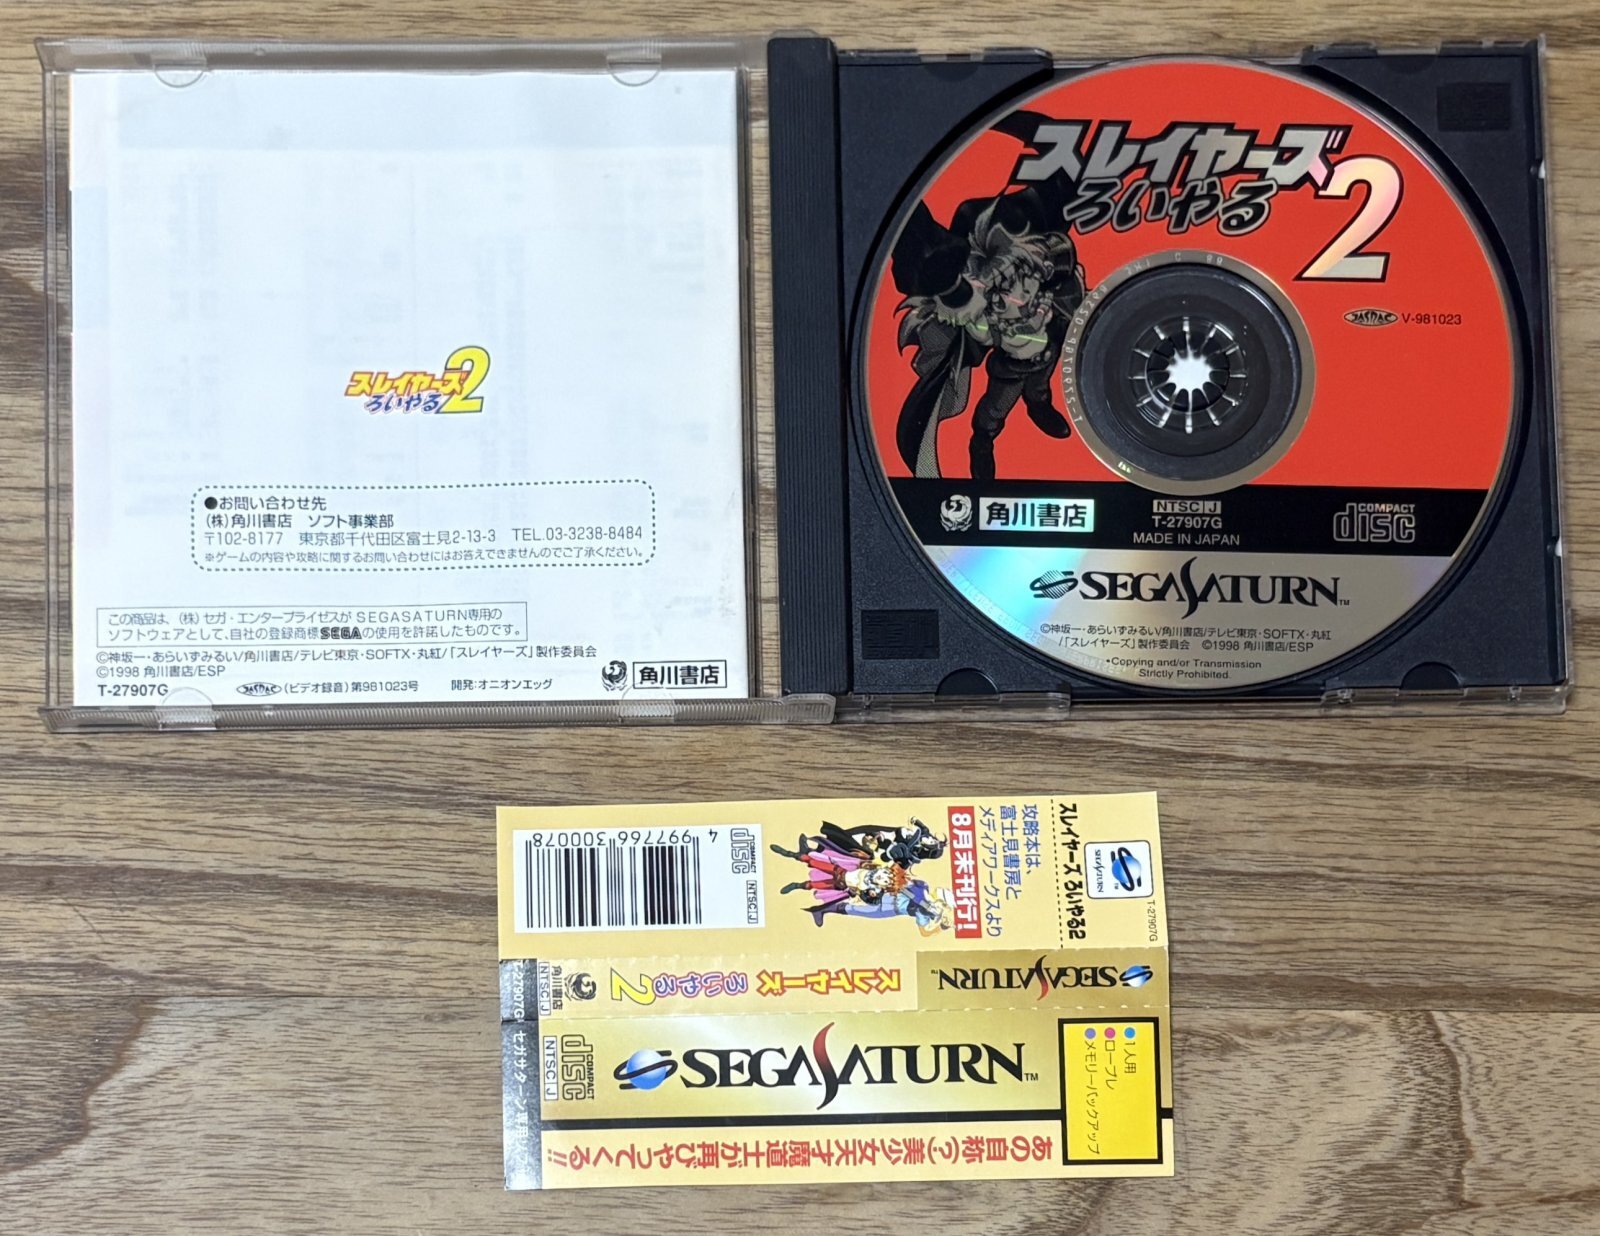 スレイヤーズ
ろいやる2
●お問い合わせ先
(株)角川書店 ソフト事業部
〒102-8177 東京都千代田区富士見2-13-3 TEL.03-3238-8484
※ゲームの内容や攻略に関するお問い合わせにはお答えできませんのでご了承ください。
この商品は、(株)セガ・エンタープライゼスがSEGASATURN専用の
ソフトウェアとして、自社の登録商標SEGAの使用を許諾したものです。
©神坂一・あらいずみるい/角川書店/テレビ東京・SOFTX・丸紅/「スレイヤーズ」製作委員会
©1998 角川書店/ESP
T-27907G JASRAC (ビデオ録音)第981023号 開発:オニオンエッグ
角川書店
スレイヤーズ
ろいやる
2
JASRAC V-981023
角川書店
NTSC J
T-27907G
MADE IN JAPAN
COMPACT
disc
SEGASATURN™
©神坂一・あらいずみるい/角川書店/テレビ東京・SOFTX・丸紅
/「スレイヤーズ」製作委員会 ©1998 角川書店/ESP
•Copying and/or Transmission
Strictly Prohibited.
SEGASATURN™
T-27907G
スレイヤーズ ろいやる2
攻略本は、
富士見書房と
メディアワークスより
8月末刊行!
COMPACT
disc
NTSC J
4 997766 300078
SEGASATURN™
スレイヤーズ
ろいやる
2
角川書店
NTSC J
T-27907G
●1人用
●ロープレ
●メモリーバックアップ
SEGASATURN™
COMPACT
disc
NTSC J
セガサターン専用
あの自称(?)美少女天才魔道士が再びやってくる!!